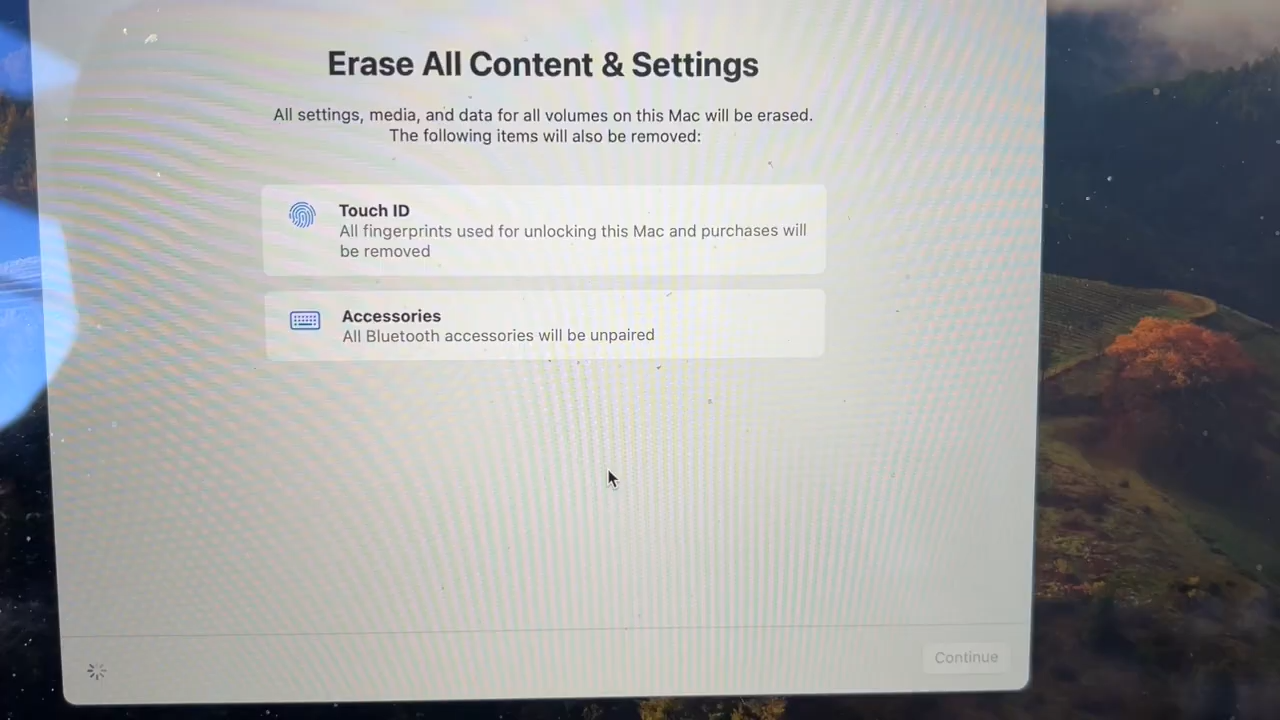 Erase All Content & Settings
All settings, media, and data for all volumes on this Mac will be erased.
The following items will also be removed:
Touch ID
All fingerprints used for unlocking this Mac and purchases will
be removed
Accessories
All Bluetooth accessories will be unpaired
Continue